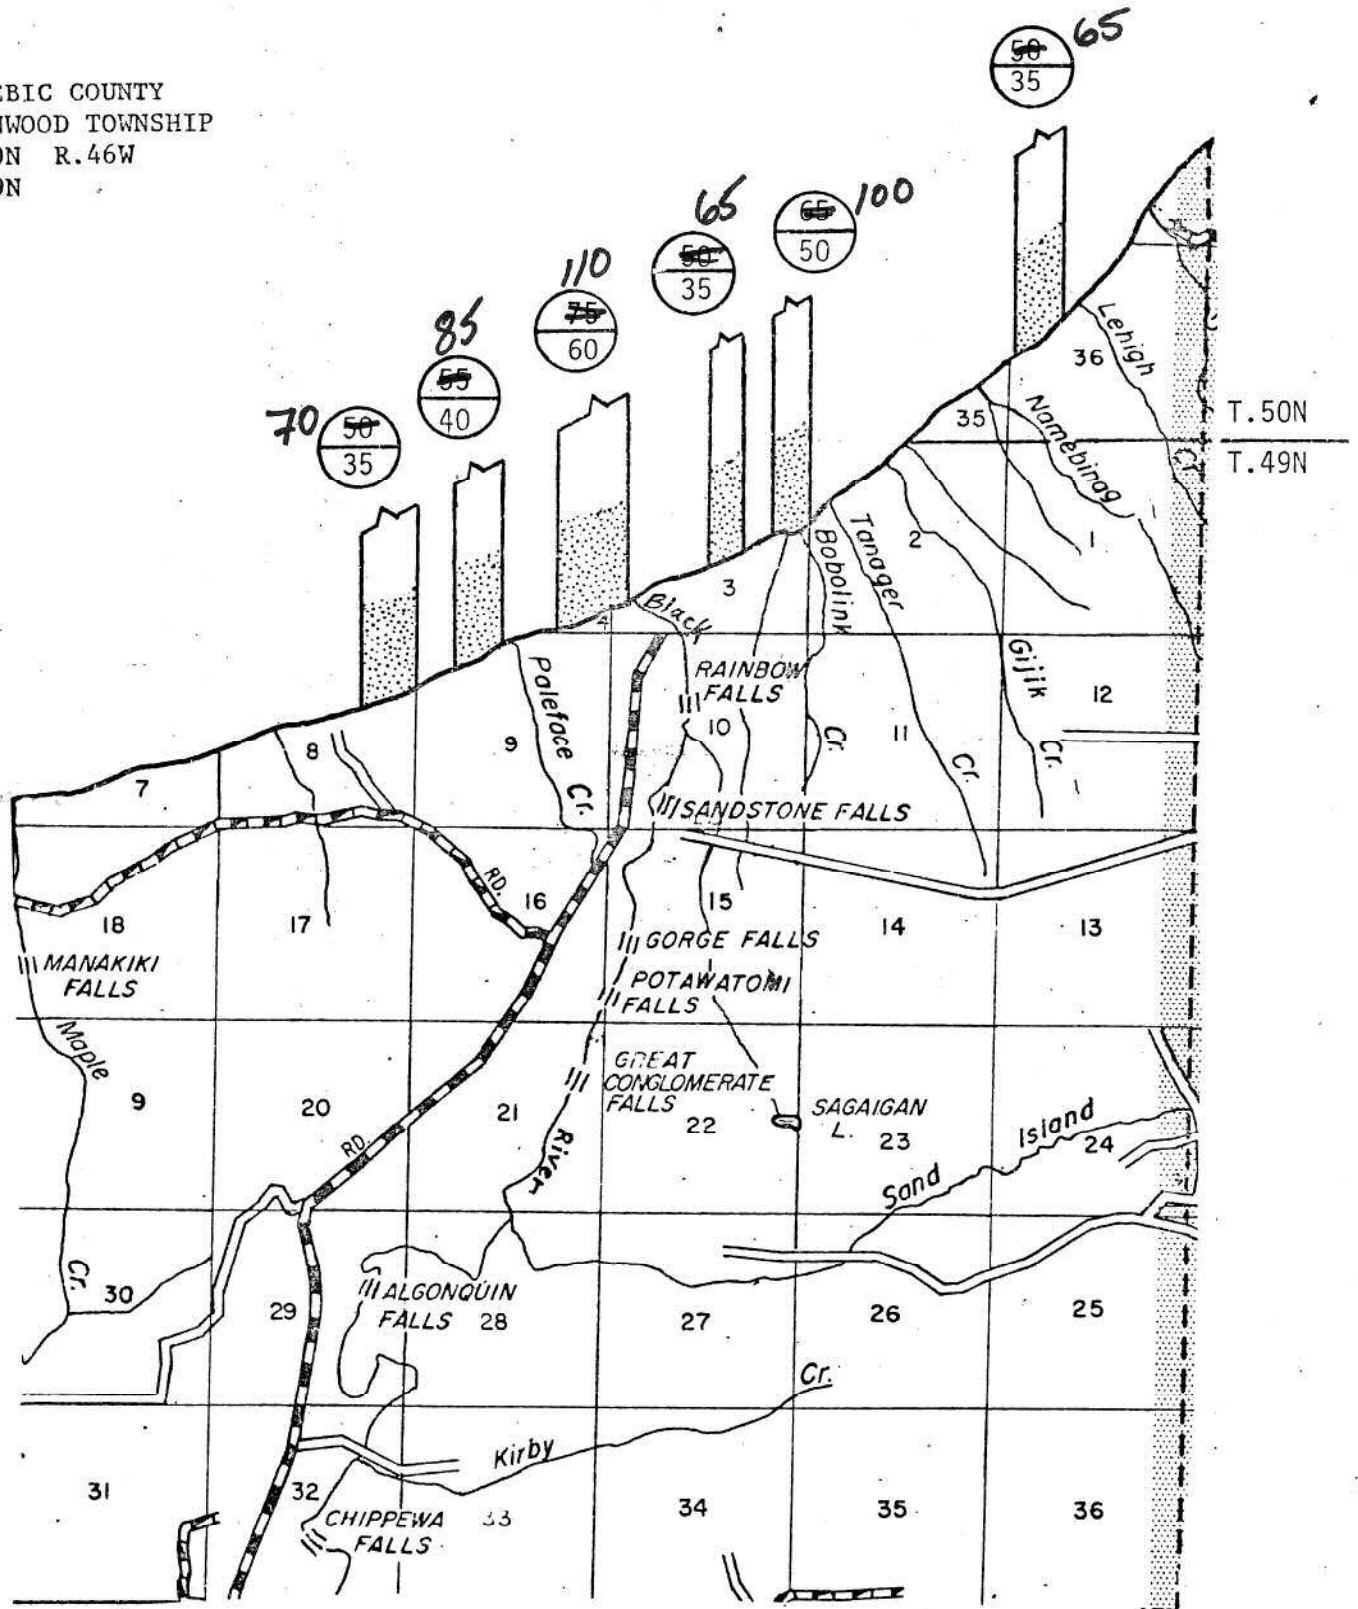 EBIC COUNTY
NWOOD TOWNSHIP
0N R.46W
9N
50 65
35
65 100
50
65
50
35
110
75
60
85
55
40
70 50
35
T.50N
T.49N
Lehigh
Cr.
36
35
Namebinag
1
2
Tanager
Cr.
Bobolink
Cr.
3
Black
4
Gijik
Cr.
12
RAINBOW
FALLS
10
11
Paleface Cr.
9
8
7
SANDSTONE FALLS
RD.
16
15
14
13
17
18
GORGE FALLS
MANAKIKI
FALLS
POTAWATOMI
FALLS
Maple
Cr.
GREAT
CONGLOMERATE
FALLS
9
20
21
22
SAGAIGAN
L.
23
Sand Island
24
RD.
River
30
29
ALGONQUIN
FALLS
28
27
26
25
Kirby Cr.
31
32
33
34
35
36
CHIPPEWA
FALLS